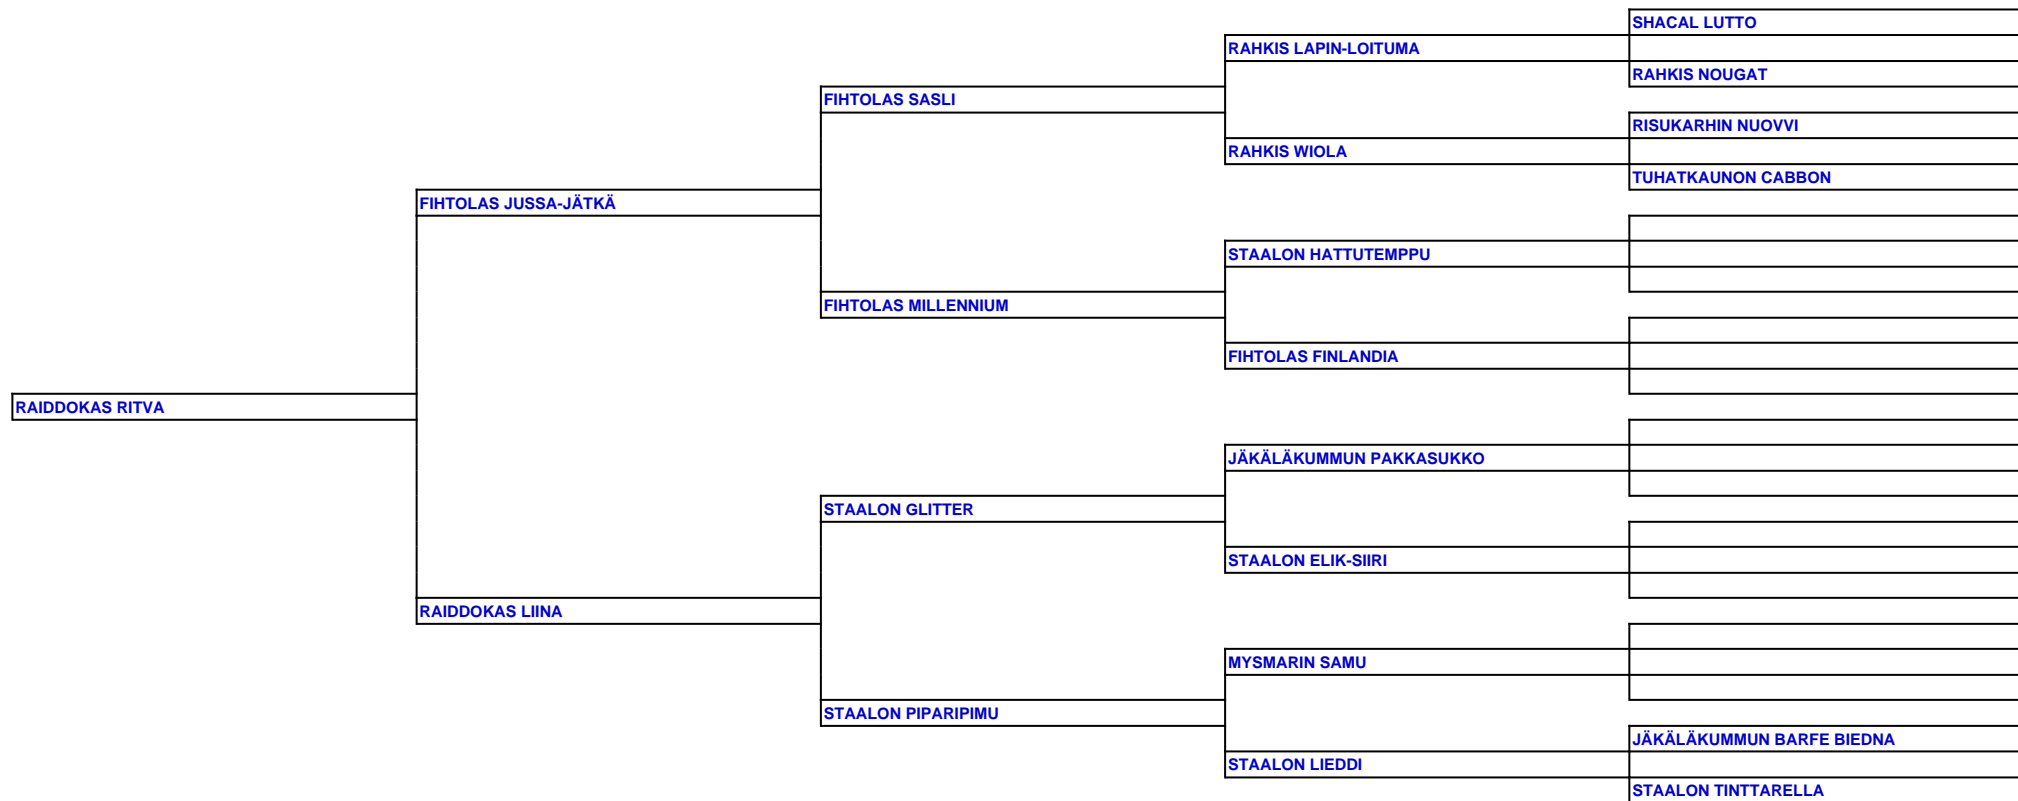 SHACAL LUTTO
RAHKIS LAPIN-LOITUMA
RAHKIS NOUGAT
FIHTOLAS SASLI
RISUKARHIN NUOVVI
RAHKIS WIOLA
TUHATKAUNON CABBON
FIHTOLAS JUSSA-JÄTKÄ
STAALON HATTUTEMPPU
FIHTOLAS MILLENNIUM
FIHTOLAS FINLANDIA
RAIDDOKAS RITVA
JÄKÄLÄKUMMUN PAKKASUKKO
STAALON GLITTER
STAALON ELIK-SIIRI
RAIDDOKAS LIINA
MYSMARIN SAMU
STAALON PIPARIPIMU
JÄKÄLÄKUMMUN BARFE BIEDNA
STAALON LIEDDI
STAALON TINTTARELLA